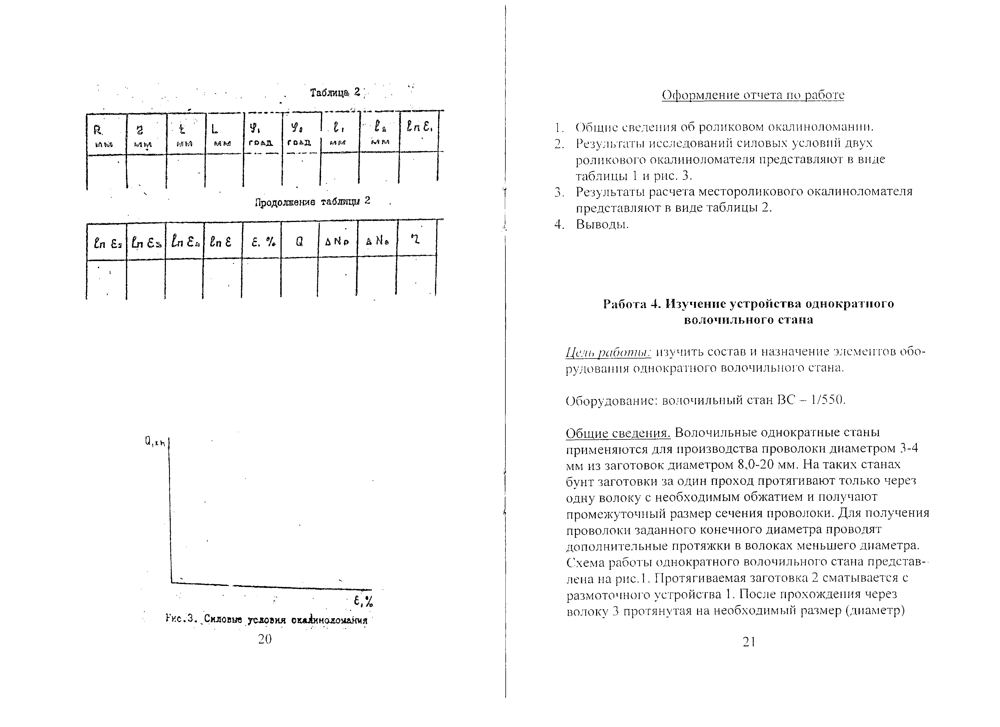 Таблица 2
R z t L φ₁ φ₂ ℓ₁ ℓ₂ ℓn ε₁
мм мм мм мм град град мм мм
Продолжение таблицы 2
ℓn ε₂ ℓn ε₃ ℓn ε₄ ℓn ε ε, % Q Δ Nр Δ Nо η
Q, кн
ε, %
Рис.3. Силовые условия окалиноломания
20
Оформление отчета по работе
1. Общие сведения об роликовом окалиноломании.
2. Результаты исследований силовых условий двух
роликового окалиноломателя представляют в виде
таблицы 1 и рис. 3.
3. Результаты расчета местороликового окалиноломателя
представляют в виде таблицы 2.
4. Выводы.
Работа 4. Изучение устройства однократного
волочильного стана
Цель работы: изучить состав и назначение элементов обо-
рудования однократного волочильного стана.
Оборудование: волочильный стан ВС – 1/550.
Общие сведения. Волочильные однократные станы
применяются для производства проволоки диаметром 3-4
мм из заготовок диаметром 8,0-20 мм. На таких станах
бунт заготовки за один проход протягивают только через
одну волоку с необходимым обжатием и получают
промежуточный размер сечения проволоки. Для получения
проволоки заданного конечного диаметра проводят
дополнительные протяжки в волоках меньшего диаметра.
Схема работы однократного волочильного стана представ-
лена на рис.1. Протягиваемая заготовка 2 сматывается с
размоточного устройства 1. После прохождения через
волоку 3 протянутая на необходимый размер (диаметр)
21